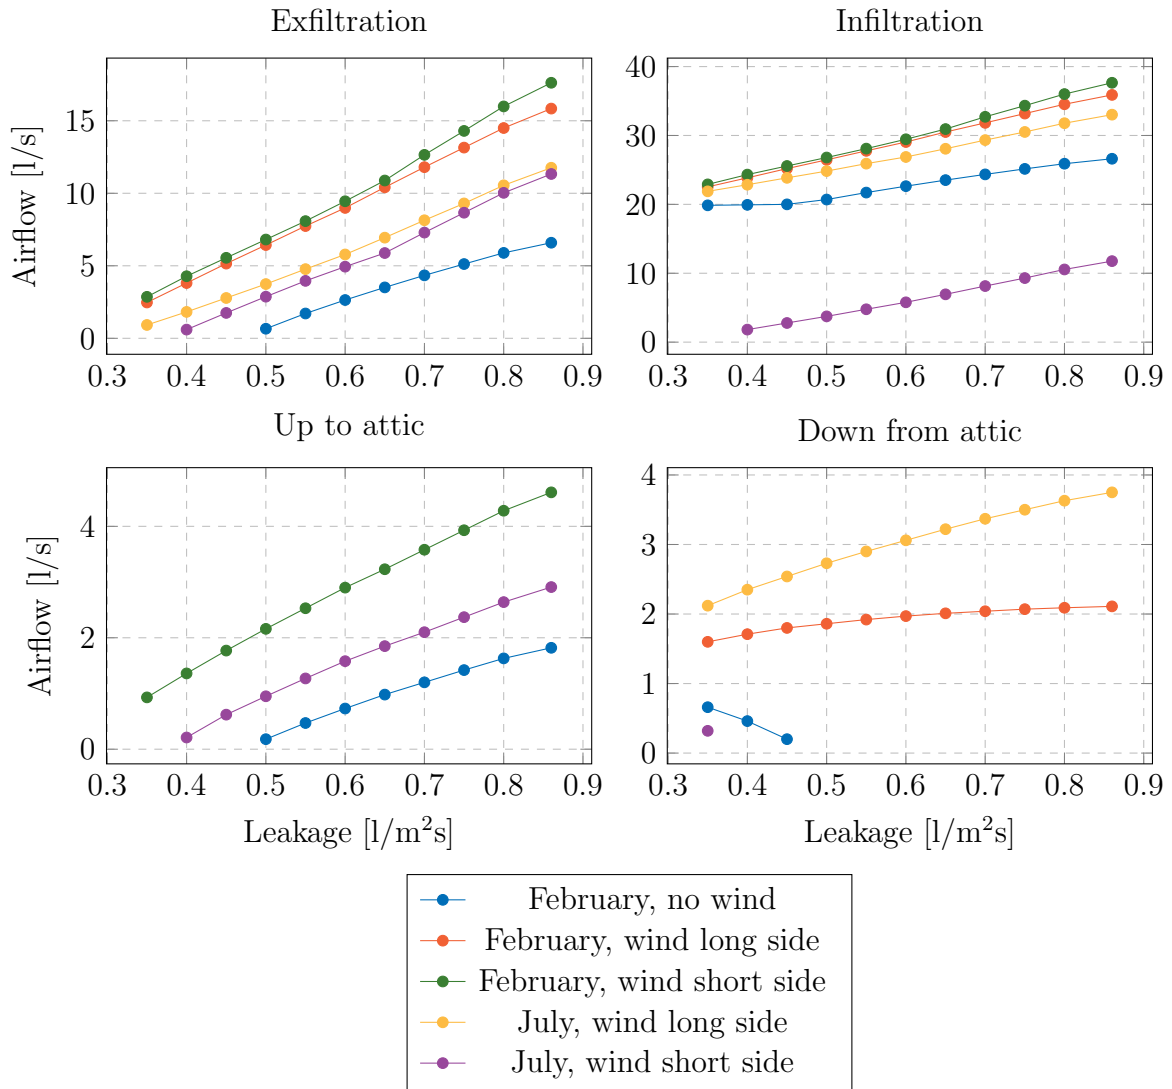 Exfiltration
Infiltration
Airflow [l/s]
15
10
5
0
0.3 0.4 0.5 0.6 0.7 0.8 0.9
40
30
20
10
0
0.3 0.4 0.5 0.6 0.7 0.8 0.9
Up to attic
Down from attic
Airflow [l/s]
4
2
0
0.3 0.4 0.5 0.6 0.7 0.8 0.9
Leakage [l/m²s]
4
3
2
1
0
0.3 0.4 0.5 0.6 0.7 0.8 0.9
Leakage [l/m²s]
February, no wind
February, wind long side
February, wind short side
July, wind long side
July, wind short side